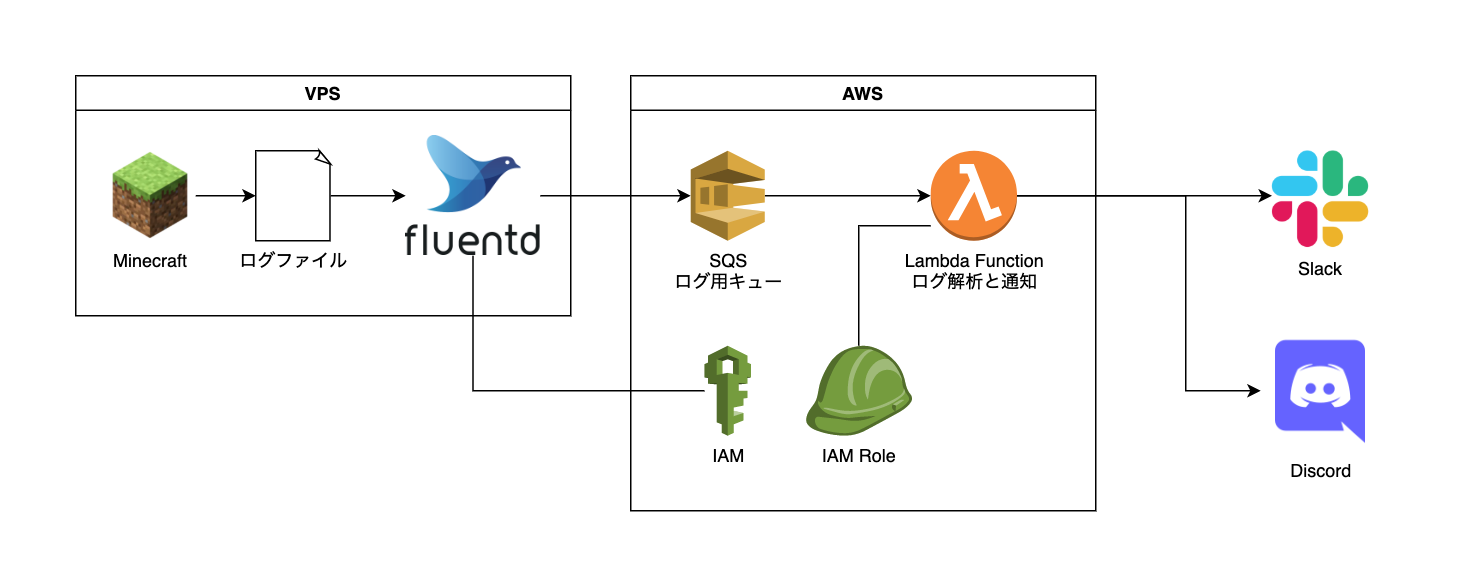 VPS
AWS
fluentd
Minecraft
ログファイル
SQS
ログ用キュー
Lambda Function
ログ解析と通知
Slack
IAM
IAM Role
Discord